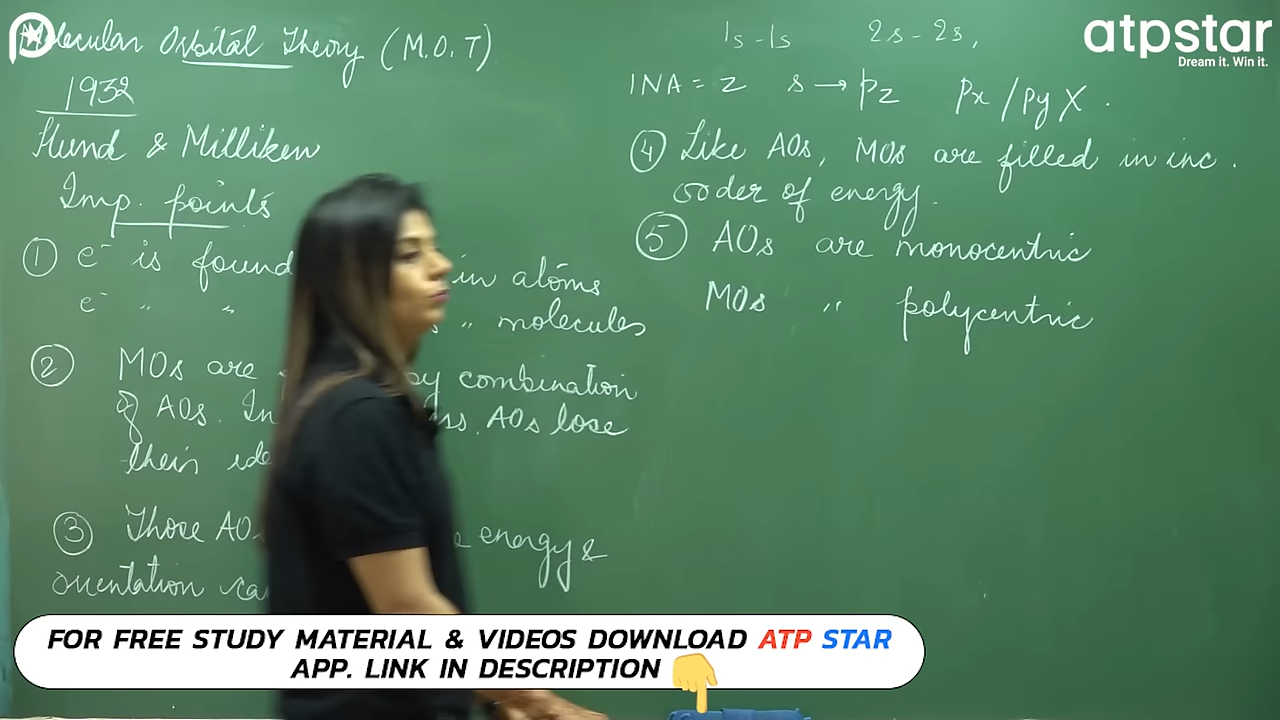 Molecular Orbital Theory (M.O.T)
1932
Hund & Milliken
Imp. points
① e⁻ is found in atoms
e⁻ " " " molecules
② MOs are by combination
of AOs. In AOs lose
their
③ Those AOs energy &
orientation
1s-1s 2s-2s,
INA = z s → pz px/py X.
④ Like AOs, MOs are filled in inc.
order of energy.
⑤ AOs are monocentric
MOs " polycentric
atpstar
Dream it. Win it.
FOR FREE STUDY MATERIAL & VIDEOS DOWNLOAD ATP STAR
APP. LINK IN DESCRIPTION